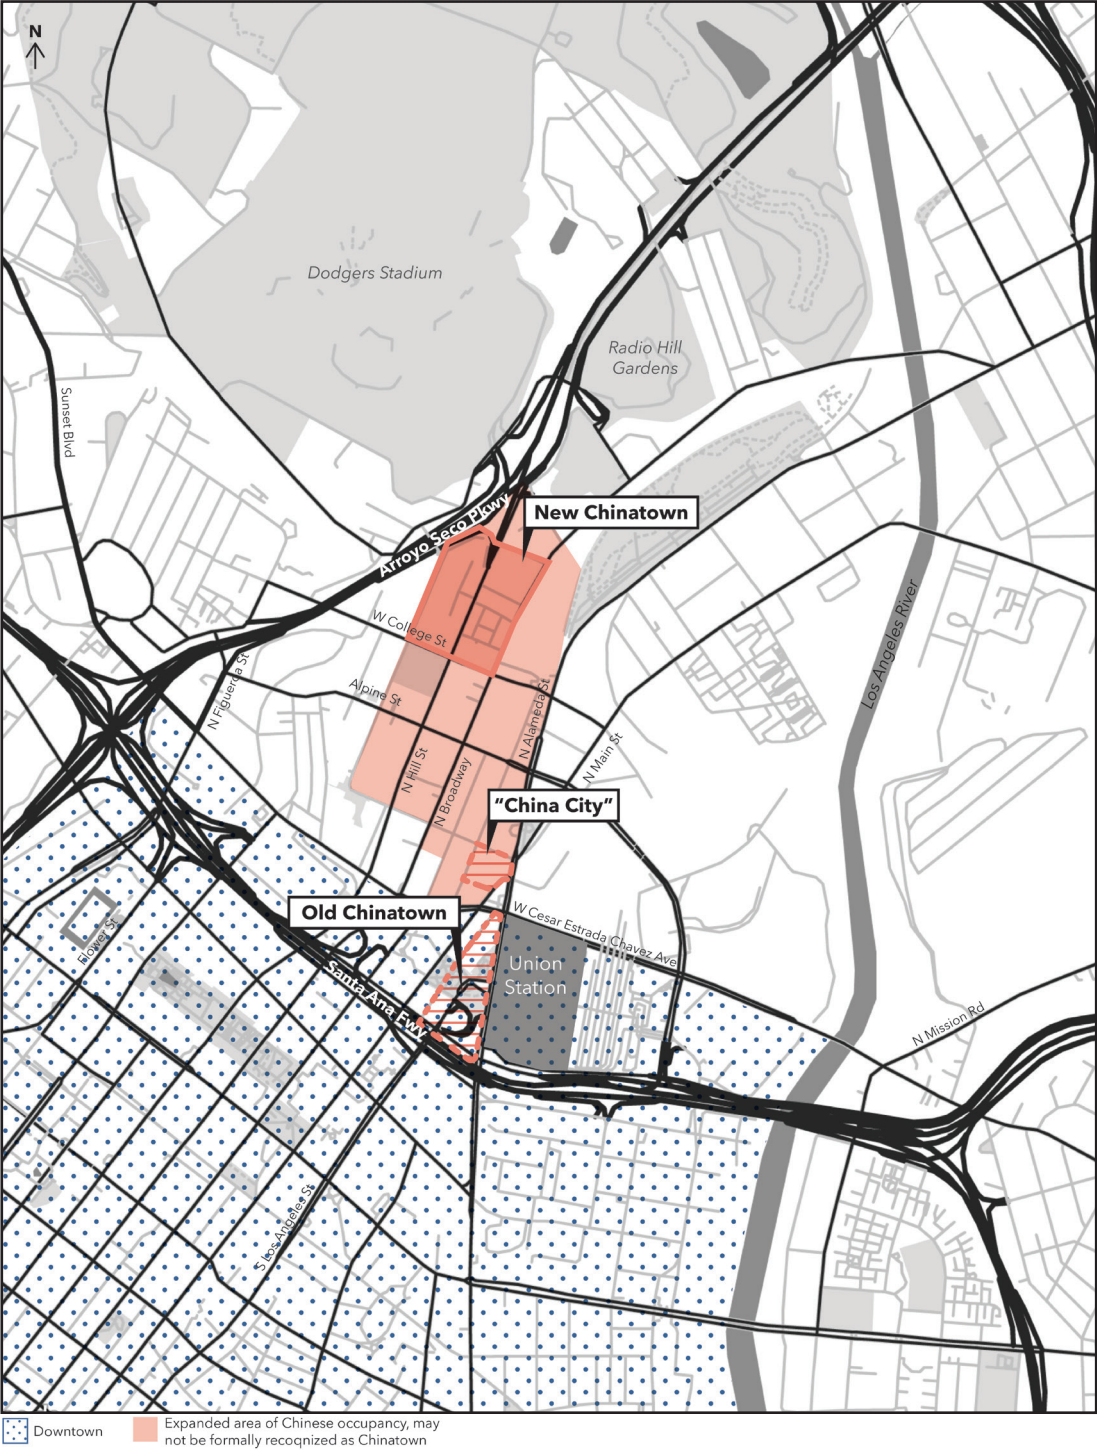 N
Dodgers Stadium
Radio Hill
Gardens
Sunset Blvd
New Chinatown
Arroyo Seco Pkwy
W College St
Los Angeles River
N Figueroa St
Alpine St
N Alameda St
N Hill St
N Broadway
N Main St
“China City”
Old Chinatown
W Cesar Estrada Chavez Ave
Flower St
Union
Station
Santa Ana Fwy
N Mission Rd
S Los Angeles St
Downtown
Expanded area of Chinese occupancy, may
not be formally recoqnized as Chinatown